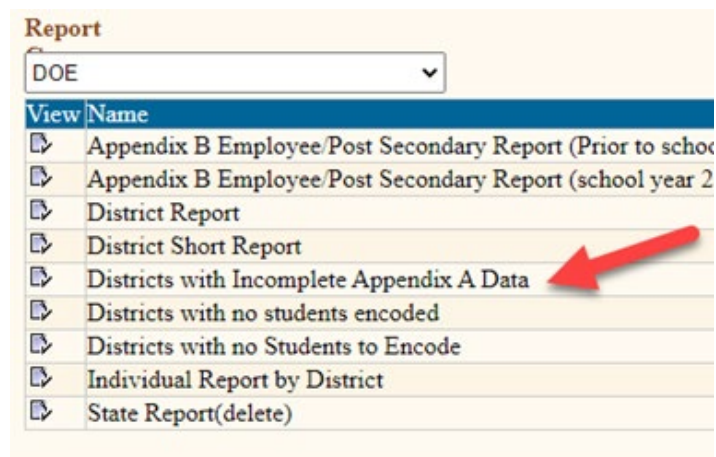 Report
DOE
View Name
Appendix B Employee/Post Secondary Report (Prior to schoo
Appendix B Employee/Post Secondary Report (school year 2
District Report
District Short Report
Districts with Incomplete Appendix A Data
Districts with no students encoded
Districts with no Students to Encode
Individual Report by District
State Report(delete)